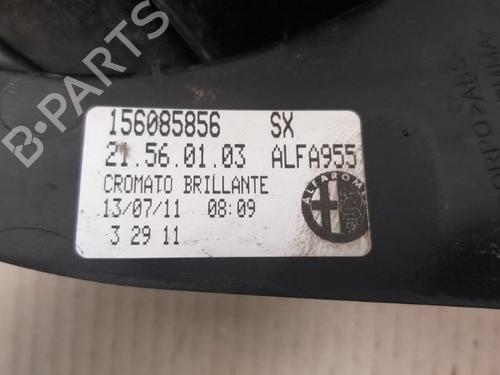 B-PARTS
156085856 SX
21.56.01.03 ALFA955
CROMATO BRILLANTE
13/07/11 08:09
3 29 11
ALFA ROMEO